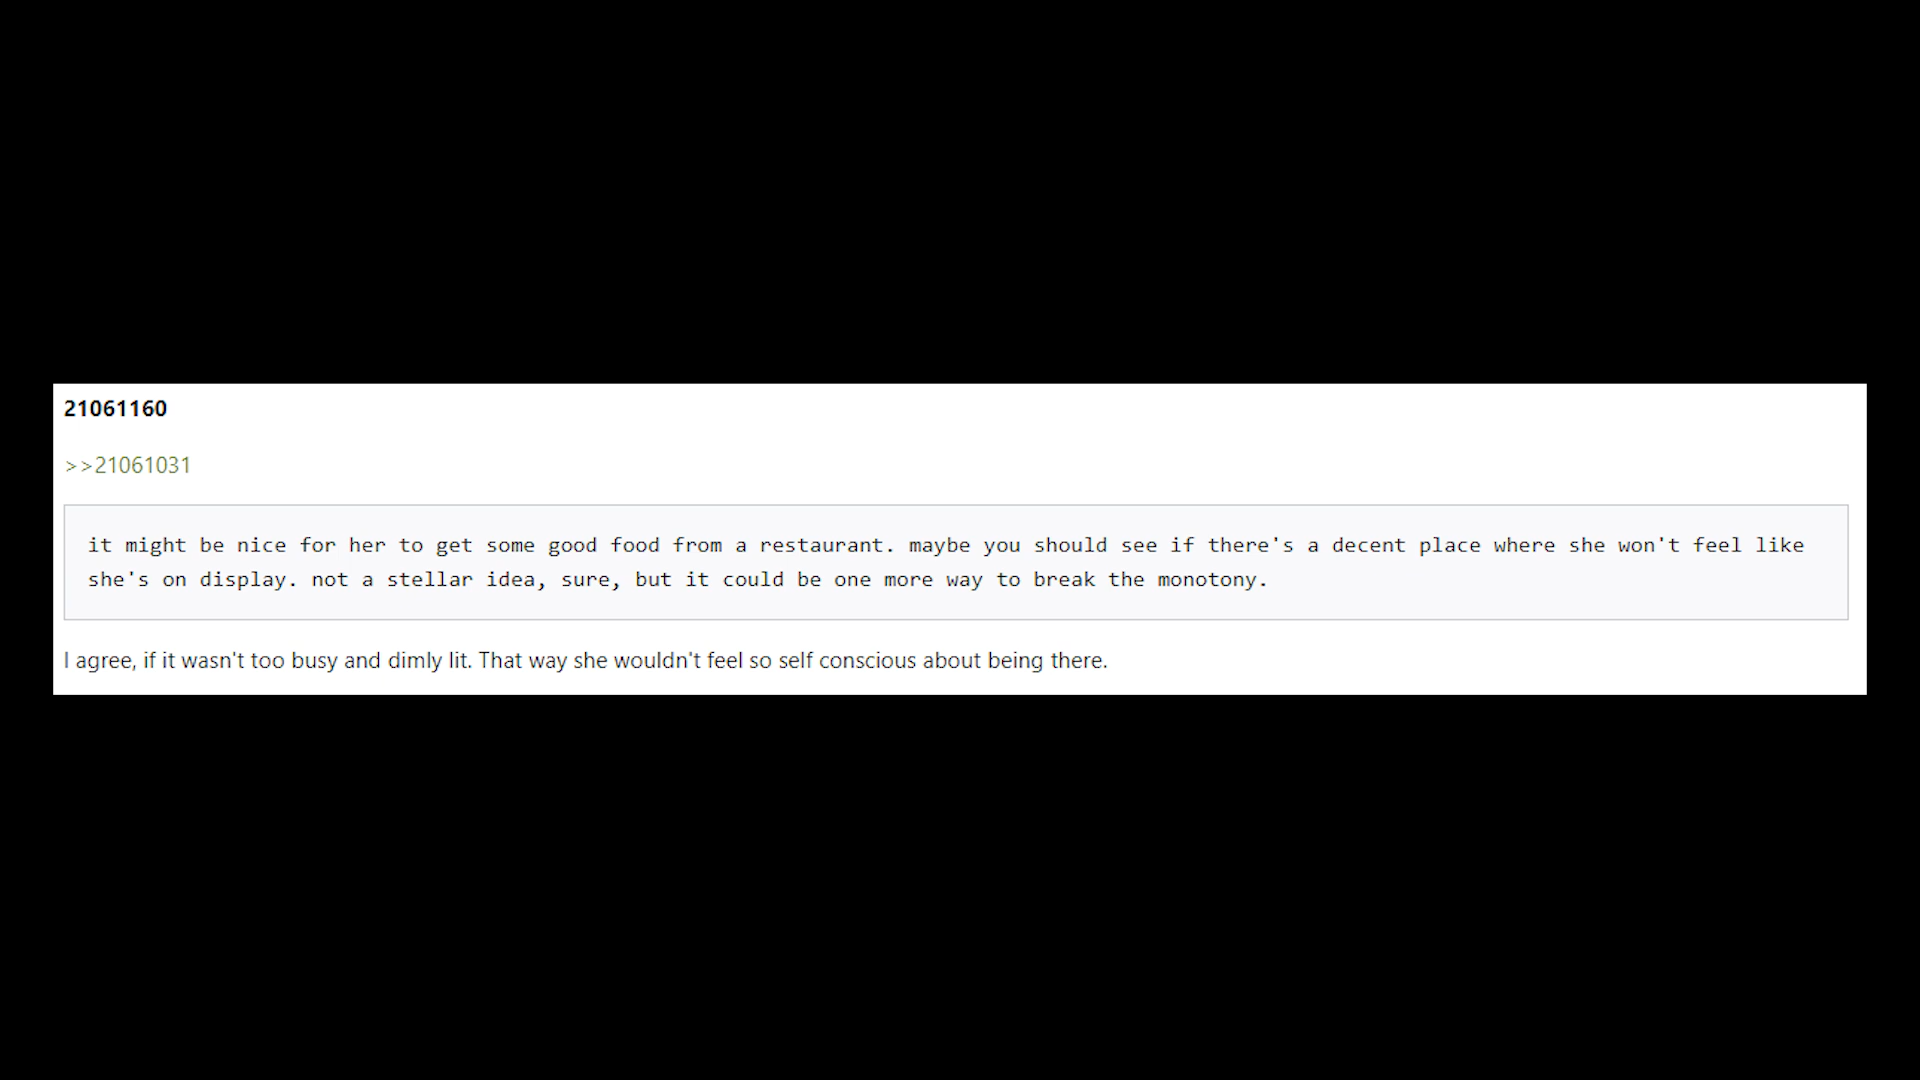 21061160
>>21061031
it might be nice for her to get some good food from a restaurant. maybe you should see if there's a decent place where she won't feel like
she's on display. not a stellar idea, sure, but it could be one more way to break the monotony.
I agree, if it wasn't too busy and dimly lit. That way she wouldn't feel so self conscious about being there.